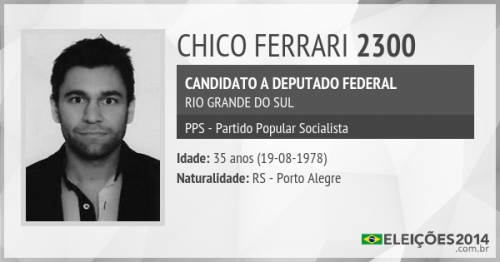 CHICO FERRARI 2300
CANDIDATO A DEPUTADO FEDERAL
RIO GRANDE DO SUL
PPS - Partido Popular Socialista
Idade: 35 anos (19-08-1978)
Naturalidade: RS - Porto Alegre
ELEIÇÕES2014
.com.br